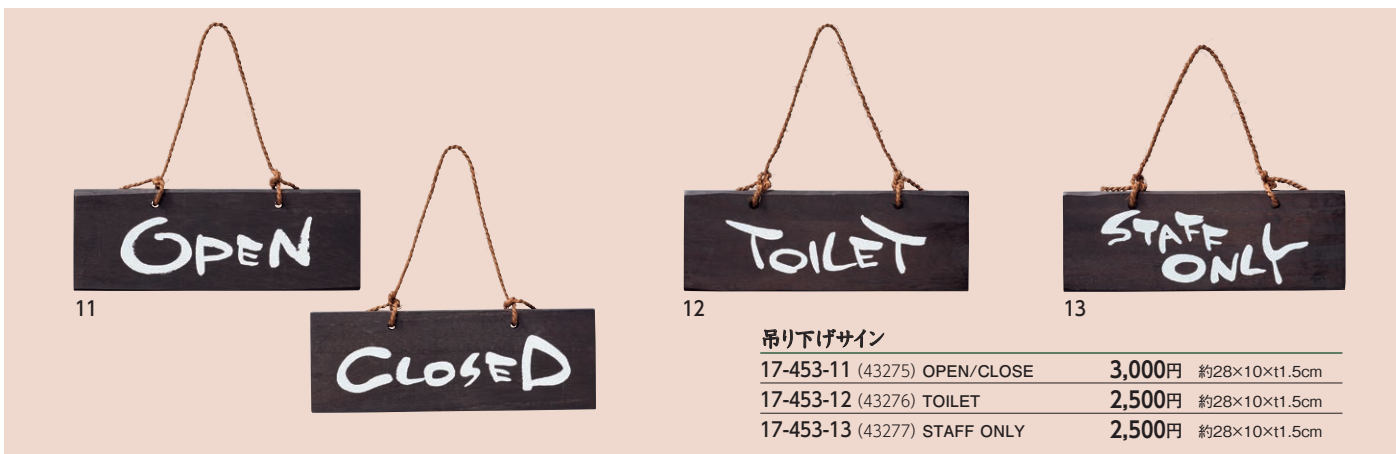 OPEN
11
CLOSED
TOILET
12
STAFF
ONLY
13
吊り下げサイン
17-453-11 (43275) OPEN/CLOSE 3,000円 約28×10×t1.5cm
17-453-12 (43276) TOILET 2,500円 約28×10×t1.5cm
17-453-13 (43277) STAFF ONLY 2,500円 約28×10×t1.5cm